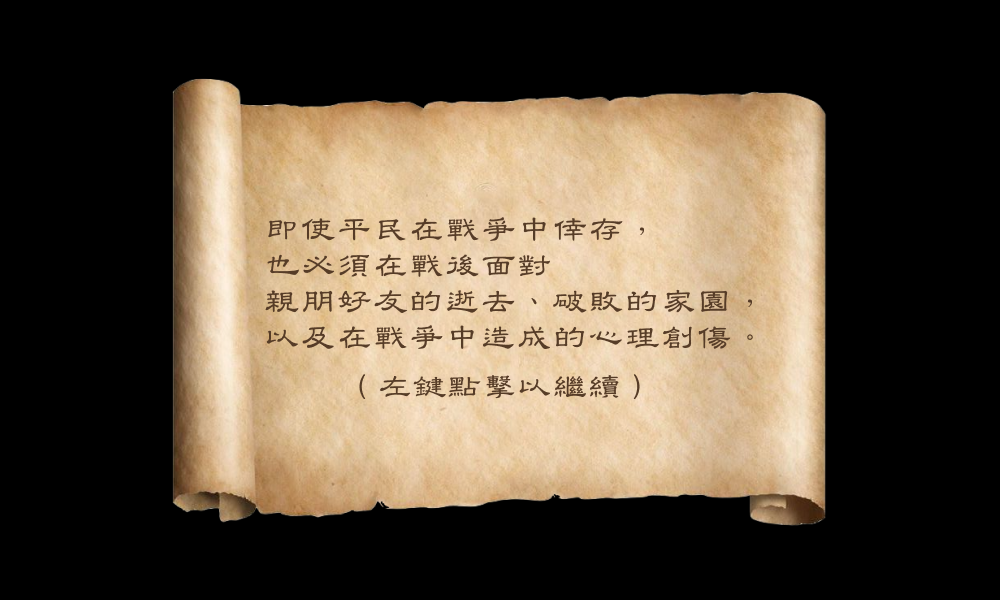 即使平民在戰爭中倖存，
也必須在戰後面對
親朋好友的逝去、破敗的家園，
以及在戰爭中造成的心理創傷。
（左鍵點擊以繼續）